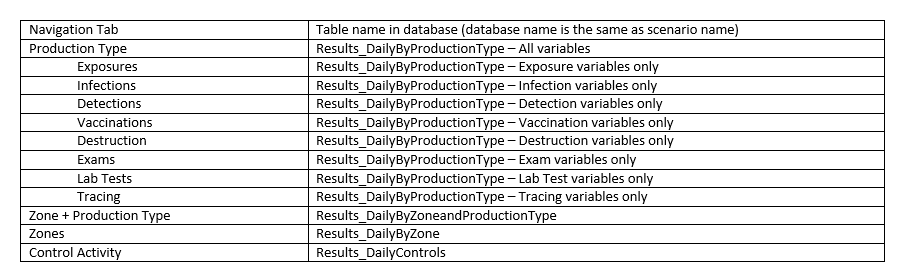 Navigation Tab Table name in database (database name is the same as scenario name)
Production Type Results_DailyByProductionType – All variables
Exposures Results_DailyByProductionType – Exposure variables only
Infections Results_DailyByProductionType – Infection variables only
Detections Results_DailyByProductionType – Detection variables only
Vaccinations Results_DailyByProductionType – Vaccination variables only
Destruction Results_DailyByProductionType – Destruction variables only
Exams Results_DailyByProductionType – Exam variables only
Lab Tests Results_DailyByProductionType – Lab Test variables only
Tracing Results_DailyByProductionType – Tracing variables only
Zone + Production Type Results_DailyByZoneandProductionType
Zones Results_DailyByZone
Control Activity Results_DailyControls